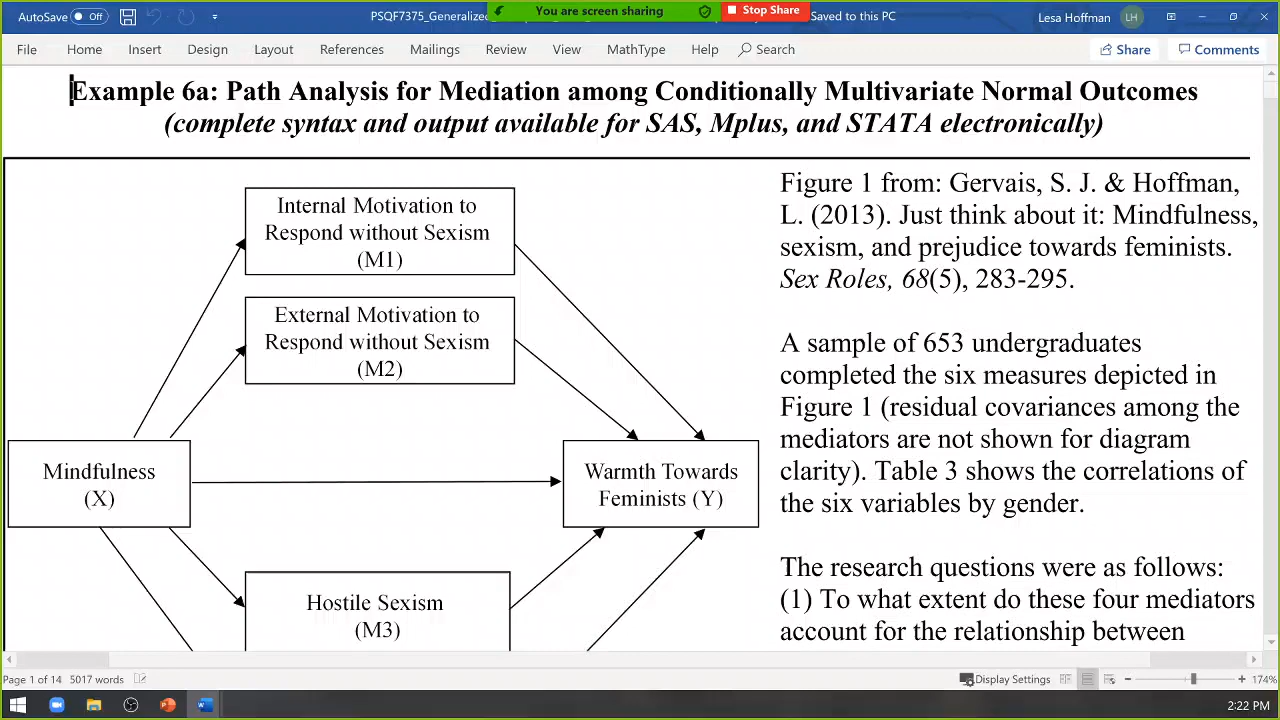 AutoSave Off
PSQF7375_Generalized
You are screen sharing
Stop Share
Saved to this PC
Lesa Hoffman LH
File Home Insert Design Layout References Mailings Review View MathType Help Search Share Comments
Example 6a: Path Analysis for Mediation among Conditionally Multivariate Normal Outcomes
(complete syntax and output available for SAS, Mplus, and STATA electronically)
Internal Motivation to
Respond without Sexism
(M1)
External Motivation to
Respond without Sexism
(M2)
Mindfulness
(X)
Warmth Towards
Feminists (Y)
Hostile Sexism
(M3)
Figure 1 from: Gervais, S. J. & Hoffman,
L. (2013). Just think about it: Mindfulness,
sexism, and prejudice towards feminists.
Sex Roles, 68(5), 283-295.
A sample of 653 undergraduates
completed the six measures depicted in
Figure 1 (residual covariances among the
mediators are not shown for diagram
clarity). Table 3 shows the correlations of
the six variables by gender.
The research questions were as follows:
(1) To what extent do these four mediators
account for the relationship between
Page 1 of 14 5017 words
Display Settings
174%
2:22 PM